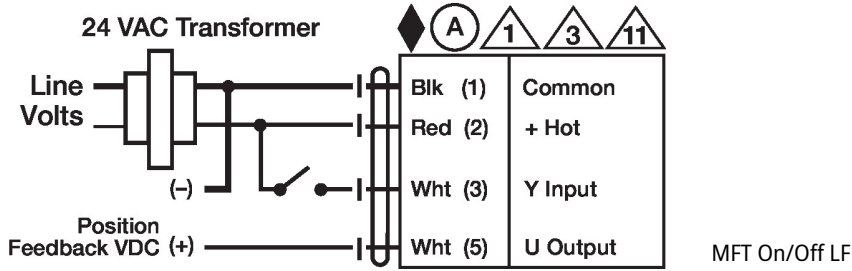 24 VAC Transformer
A 1 3 11
Line Volts
Blk (1) Common
Red (2) + Hot
(–) Wht (3) Y Input
Position
Feedback VDC (+) Wht (5) U Output
MFT On/Off LF